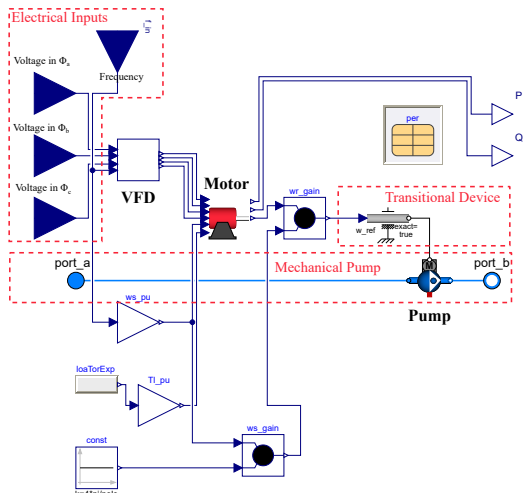 Electrical Inputs
f_in
Voltage in Φa
Frequency
Voltage in Φb
Voltage in Φc
VFD
Motor
per
P
Q
wr_gain
Transitional Device
w_ref
exact=
true
port_a
Mechanical Pump
M
port_b
Pump
ws_pu
loaTorExp
Tl_pu
const
ws_gain